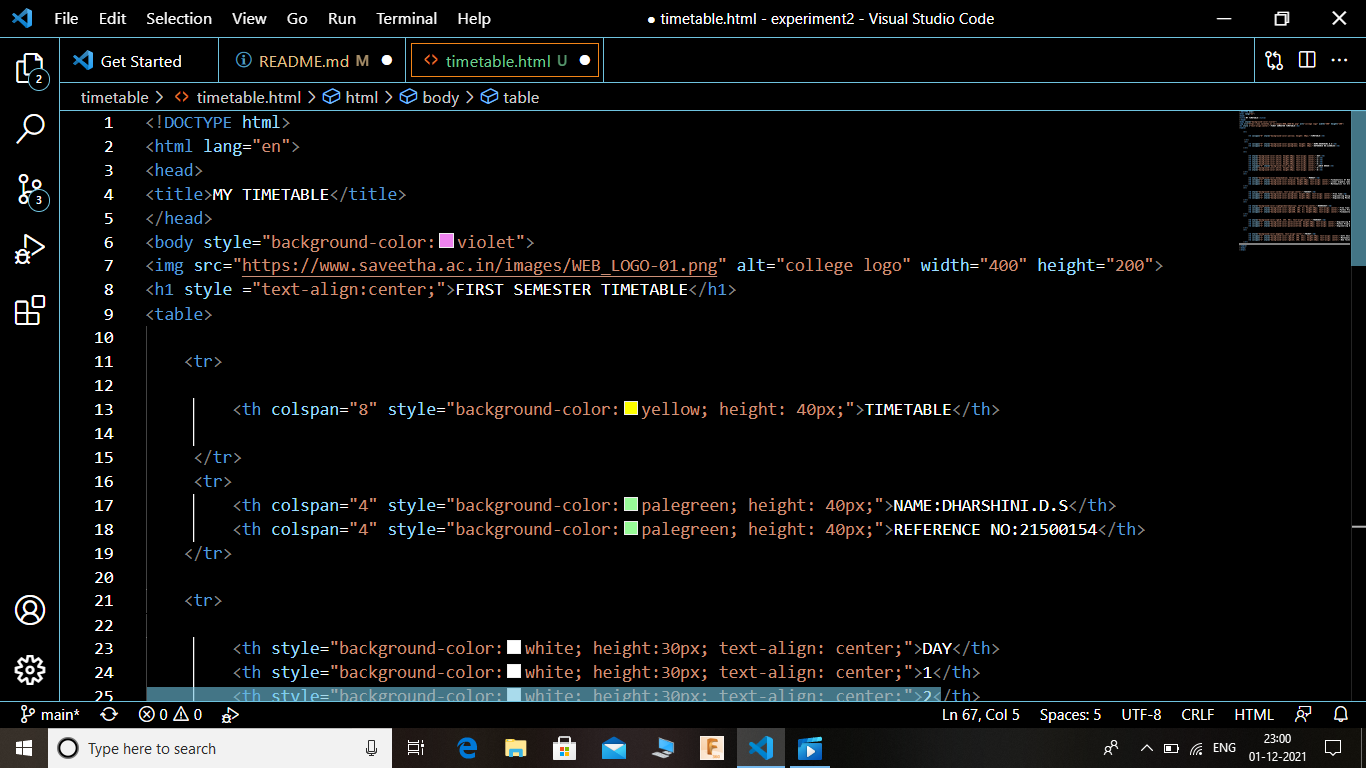 File Edit Selection View Go Run Terminal Help ● timetable.html - experiment2 - Visual Studio Code
Get Started README.md M ● timetable.html U ●
timetable > timetable.html > html > body > table
1 <!DOCTYPE html>
2 <html lang="en">
3 <head>
4 <title>MY TIMETABLE</title>
5 </head>
6 <body style="background-color:violet">
7 <img src="https://www.saveetha.ac.in/images/WEB_LOGO-01.png" alt="college logo" width="400" height="200">
8 <h1 style ="text-align:center;">FIRST SEMESTER TIMETABLE</h1>
9 <table>
10
11 <tr>
12
13 <th colspan="8" style="background-color:yellow; height: 40px;">TIMETABLE</th>
14
15 </tr>
16 <tr>
17 <th colspan="4" style="background-color:palegreen; height: 40px;">NAME:DHARSHINI.D.S</th>
18 <th colspan="4" style="background-color:palegreen; height: 40px;">REFERENCE NO:21500154</th>
19 </tr>
20
21 <tr>
22
23 <th style="background-color:white; height:30px; text-align: center;">DAY</th>
24 <th style="background-color:white; height:30px; text-align: center;">1</th>
25 <th style="background-color:white; height:30px; text-align: center;">2</th>
2
3
main* 0 0 Ln 67, Col 5 Spaces: 5 UTF-8 CRLF HTML
Type here to search ENG 23:00
01-12-2021